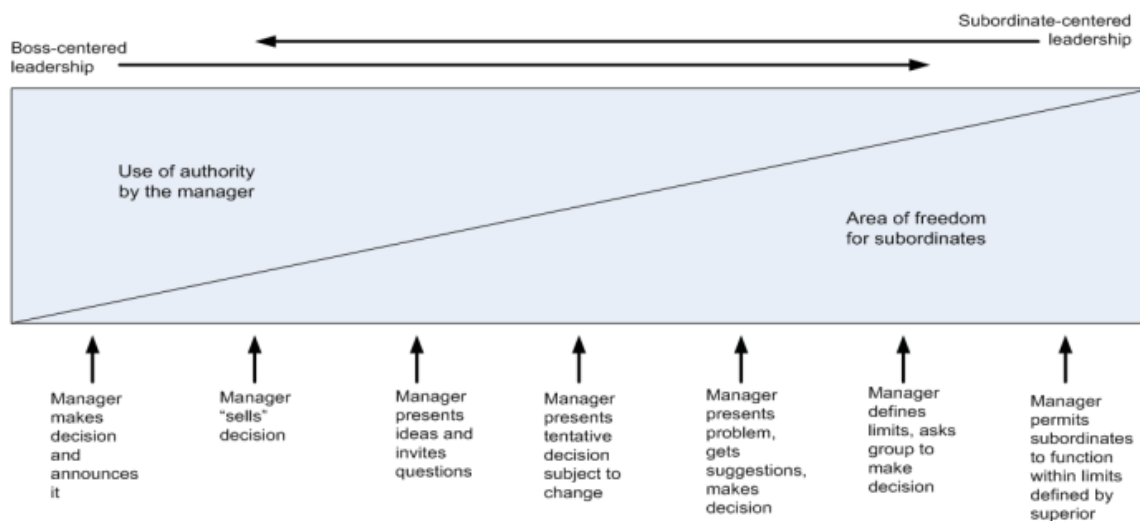 Subordinate-centered
leadership
Boss-centered
leadership
Use of authority
by the manager
Area of freedom
for subordinates
Manager
makes
decision
and
announces
it
Manager
“sells”
decision
Manager
presents
ideas and
invites
questions
Manager
presents
tentative
decision
subject to
change
Manager
presents
problem,
gets
suggestions,
makes
decision
Manager
defines
limits, asks
group to
make
decision
Manager
permits
subordinates
to function
within limits
defined by
superior